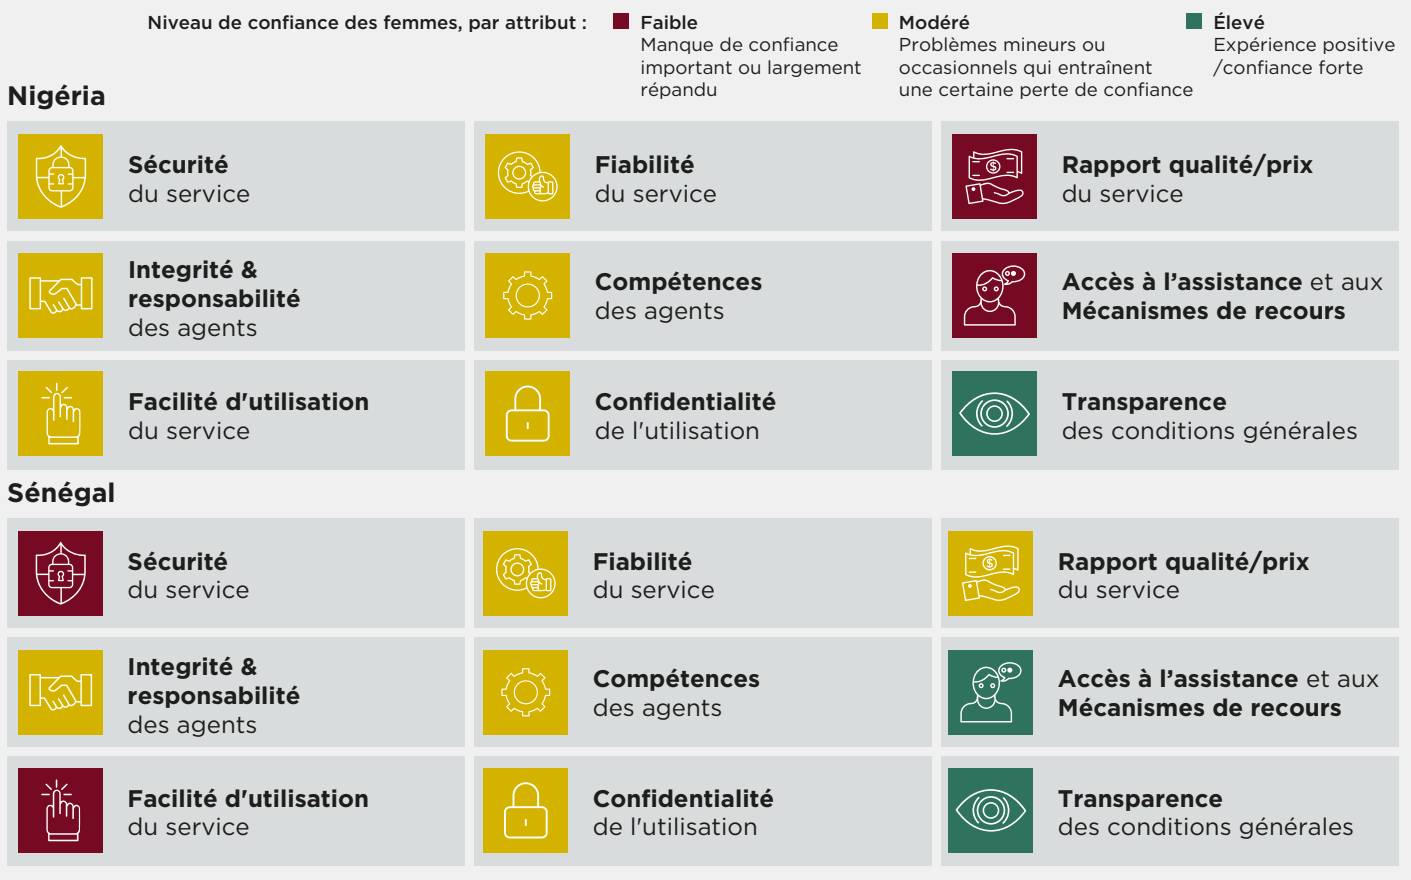 Niveau de confiance des femmes, par attribut :
Faible
Manque de confiance
important ou largement
répandu
Modéré
Problèmes mineurs ou
occasionnels qui entraînent
une certaine perte de confiance
Élevé
Expérience positive
/confiance forte
Nigéria
Sécurité
du service
Fiabilité
du service
Rapport qualité/prix
du service
Integrité &
responsabilité
des agents
Compétences
des agents
Accès à l’assistance et aux
Mécanismes de recours
Facilité d'utilisation
du service
Confidentialité
de l'utilisation
Transparence
des conditions générales
Sénégal
Sécurité
du service
Fiabilité
du service
Rapport qualité/prix
du service
Integrité &
responsabilité
des agents
Compétences
des agents
Accès à l’assistance et aux
Mécanismes de recours
Facilité d'utilisation
du service
Confidentialité
de l'utilisation
Transparence
des conditions générales